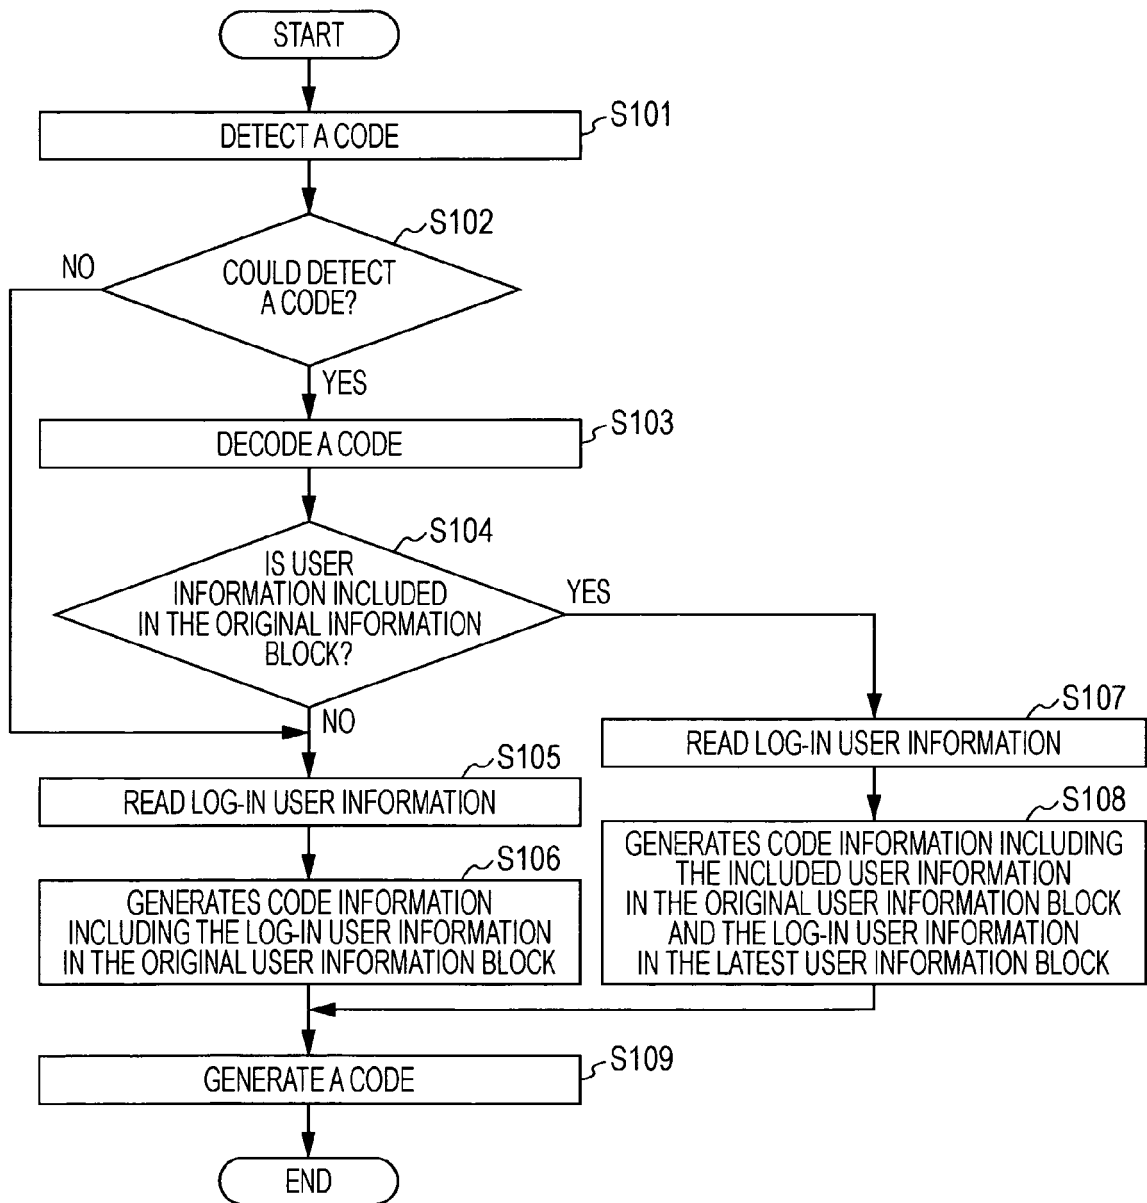 START
S101
DETECT A CODE
S102
NO
COULD DETECT
A CODE?
YES
S103
DECODE A CODE
S104
IS USER
INFORMATION INCLUDED
IN THE ORIGINAL INFORMATION
BLOCK?
YES
NO
S107
READ LOG-IN USER INFORMATION
S105
READ LOG-IN USER INFORMATION
S108
GENERATES CODE INFORMATION INCLUDING
THE INCLUDED USER INFORMATION
IN THE ORIGINAL USER INFORMATION BLOCK
AND THE LOG-IN USER INFORMATION
IN THE LATEST USER INFORMATION BLOCK
S106
GENERATES CODE INFORMATION
INCLUDING THE LOG-IN USER INFORMATION
IN THE ORIGINAL USER INFORMATION BLOCK
S109
GENERATE A CODE
END